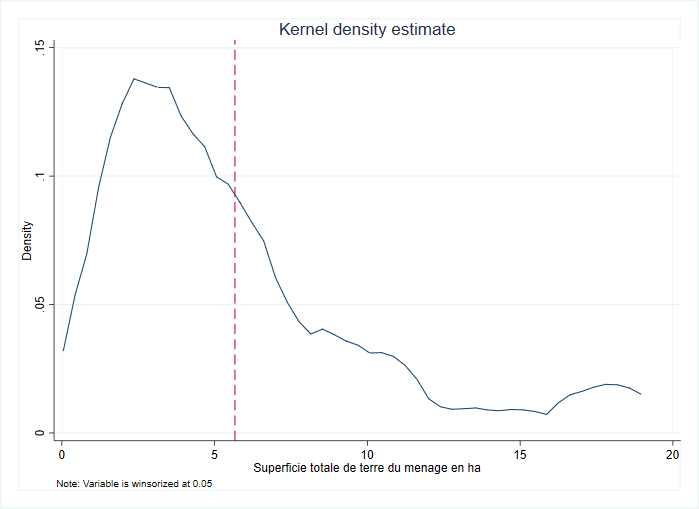 Kernel density estimate
.15
.1
.05
0
Density
0 5 10 15 20
Superficie totale de terre du menage en ha
Note: Variable is winsorized at 0.05